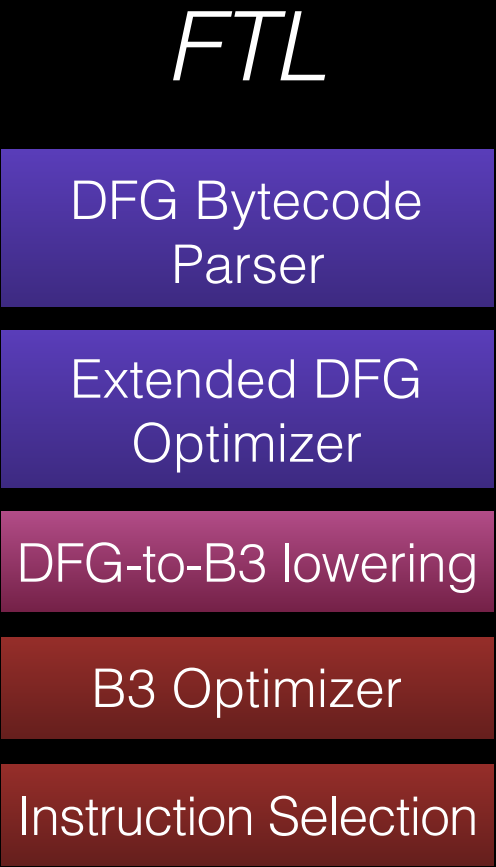 FTL
DFG Bytecode
Parser
Extended DFG
Optimizer
DFG-to-B3 lowering
B3 Optimizer
Instruction Selection